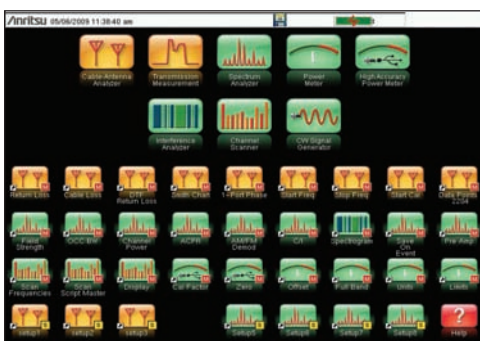 Anritsu 05/06/2009 11:38:40 am
Cable-Antenna Analyzer
Transmission Measurement
Spectrum Analyzer
Power Meter
High Accuracy Power Meter
Interference Analyzer
Channel Scanner
CW Signal Generator
Return Loss
Cable Loss
DTF Return Loss
Smith Chart
1-Port Phase
Start Freq
Stop Freq
Start Cal
Data Points
Field Strength
OCC BW
Channel Power
ACPR
AM/FM Demod
C/I
Spectrogram
Save On Event
Pre Amp
Scan Frequencies
Scan Script Master
Display
Cal Factor
Zero
Offset
Full Band
Units
Limits
setup1
setup2
setup3
Setup5
Setup6
Setup7
Setup8
Help